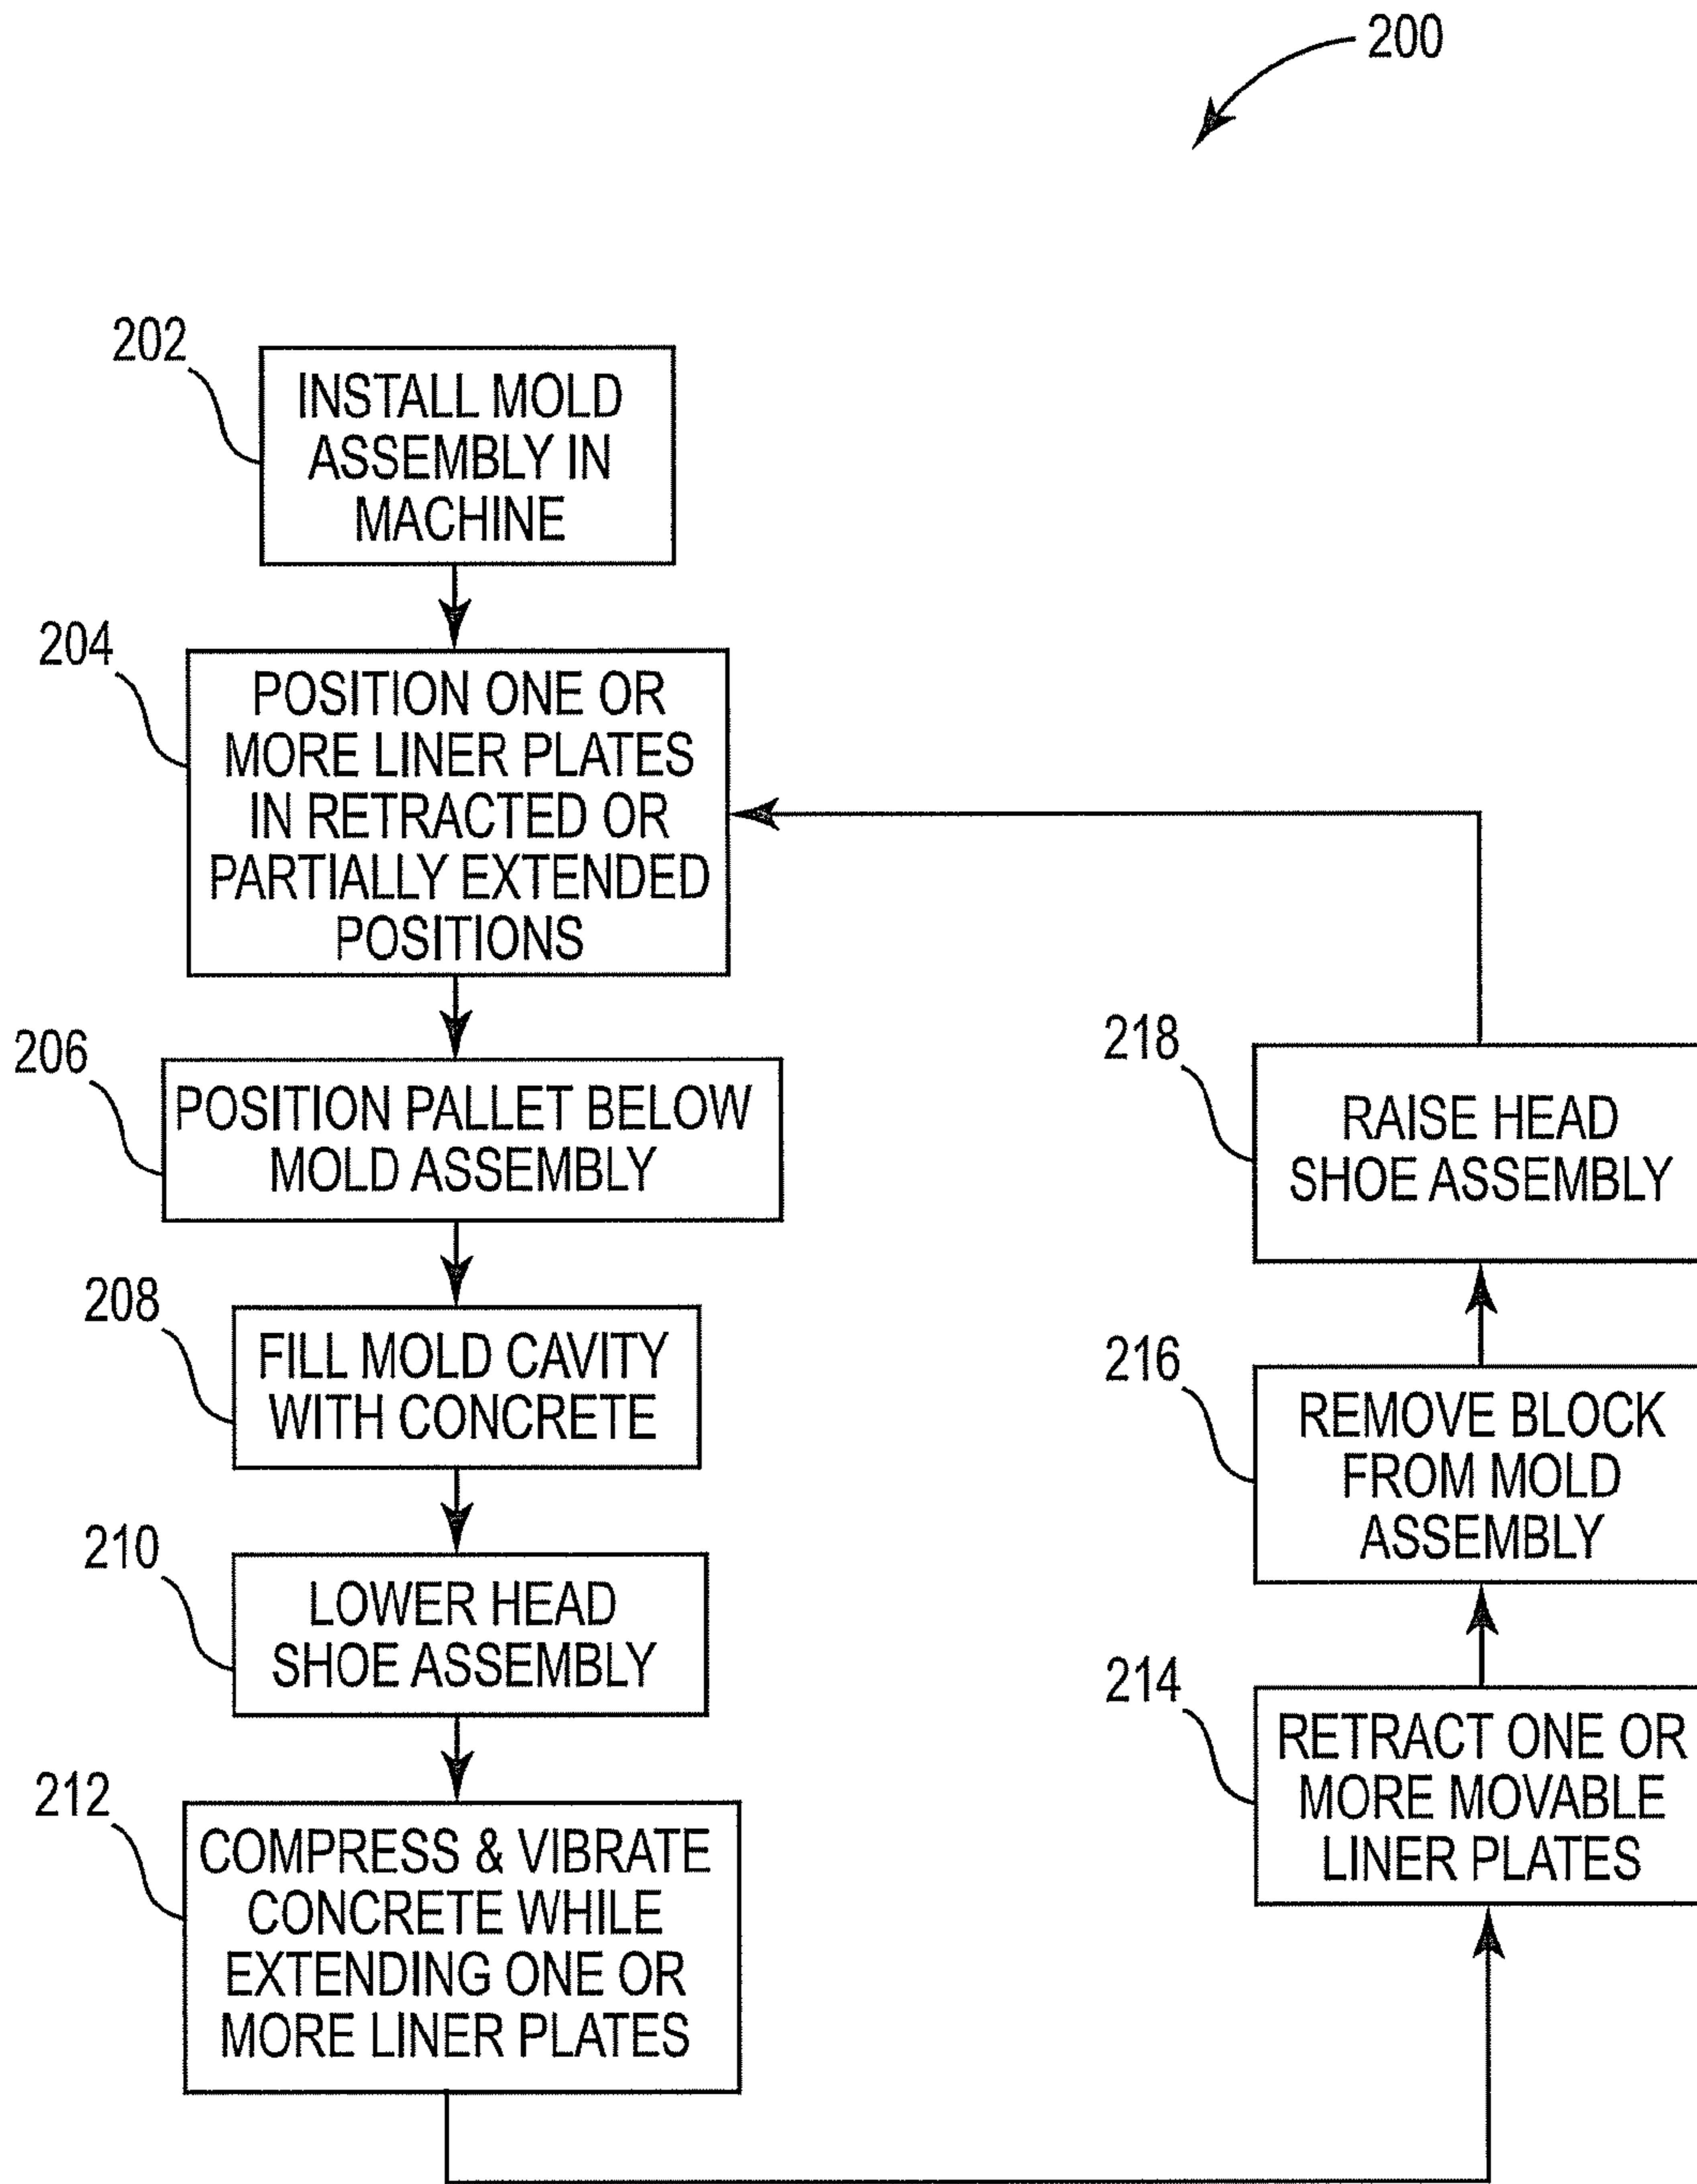 200
202
INSTALL MOLD
ASSEMBLY IN
MACHINE
204
POSITION ONE OR
MORE LINER PLATES
IN RETRACTED OR
PARTIALLY EXTENDED
POSITIONS
206
POSITION PALLET BELOW
MOLD ASSEMBLY
208
FILL MOLD CAVITY
WITH CONCRETE
210
LOWER HEAD
SHOE ASSEMBLY
212
COMPRESS & VIBRATE
CONCRETE WHILE
EXTENDING ONE OR
MORE LINER PLATES
214
RETRACT ONE OR
MORE MOVABLE
LINER PLATES
216
REMOVE BLOCK
FROM MOLD
ASSEMBLY
218
RAISE HEAD
SHOE ASSEMBLY